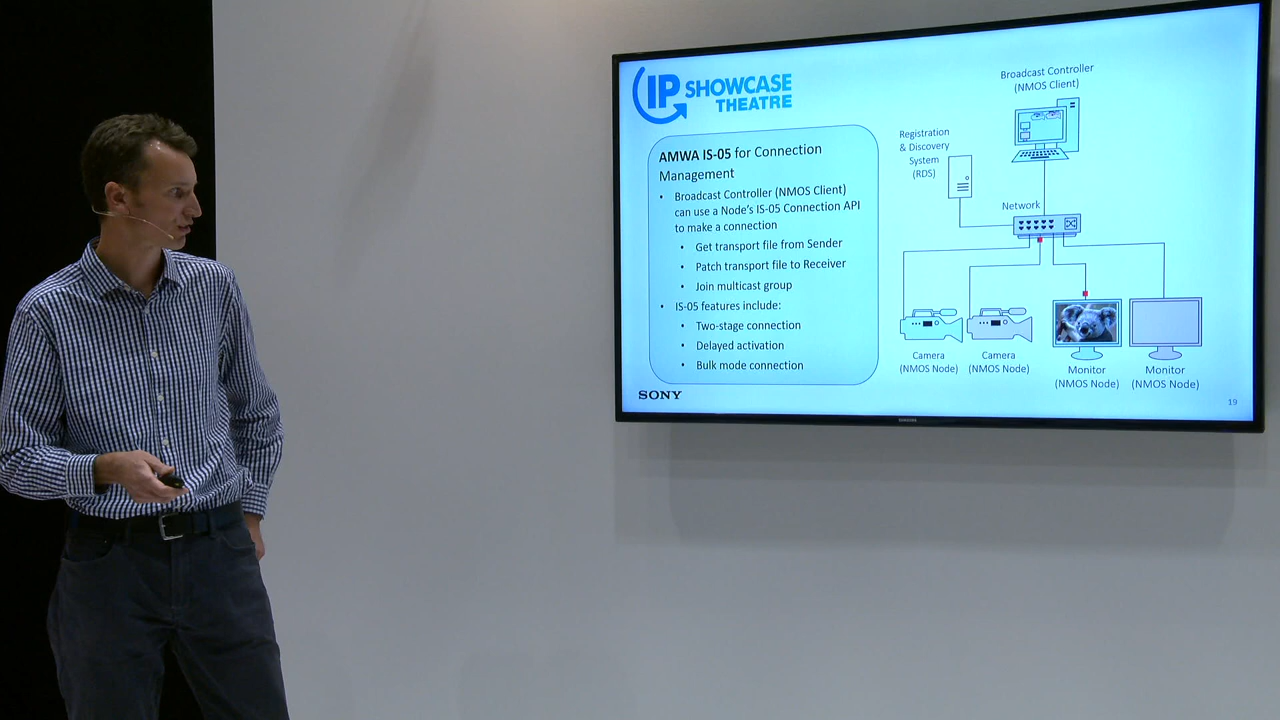 IP SHOWCASE
THEATRE
AMWA IS-05 for Connection
Management
• Broadcast Controller (NMOS Client)
can use a Node's IS-05 Connection API
to make a connection
• Get transport file from Sender
• Patch transport file to Receiver
• Join multicast group
• IS-05 features include:
• Two-stage connection
• Delayed activation
• Bulk mode connection
SONY
Broadcast Controller
(NMOS Client)
Registration
& Discovery
System
(RDS)
Network
Camera
(NMOS Node)
Camera
(NMOS Node)
Monitor
(NMOS Node)
Monitor
(NMOS Node)
19
SAMSUNG